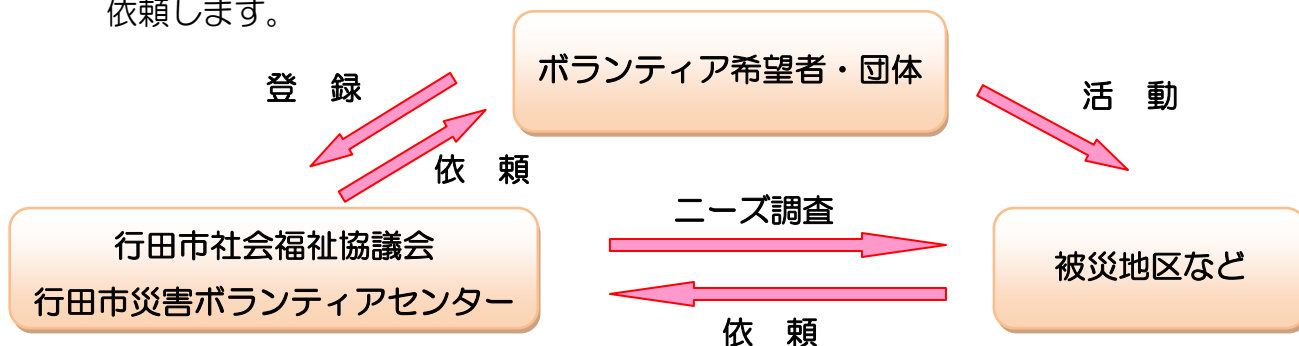 依頼します。
ボランティア希望者・団体
登　録
活　動
依　頼
ニーズ調査
行田市社会福祉協議会
行田市災害ボランティアセンター
被災地区など
依　頼